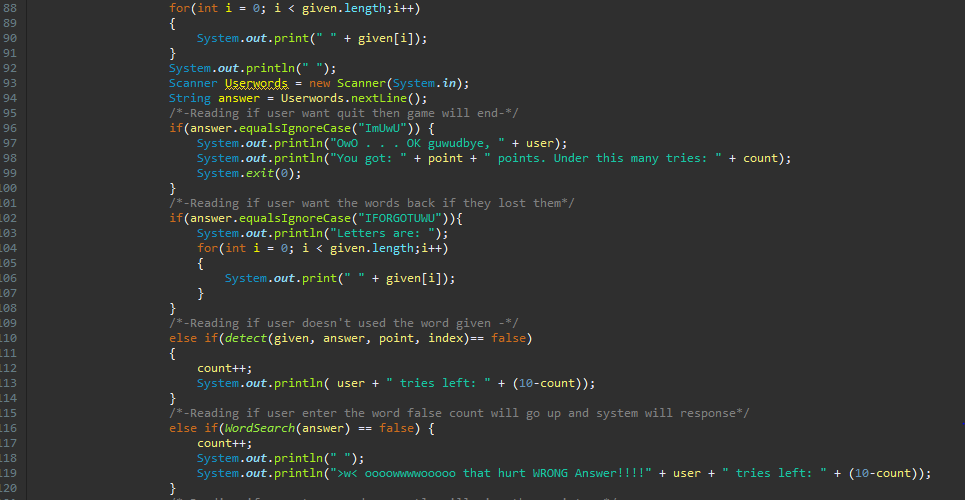 88 for(int i = 0; i < given.length;i++)
89 {
90 System.out.print(" " + given[i]);
91 }
92 System.out.println(" ");
93 Scanner Userwords = new Scanner(System.in);
94 String answer = Userwords.nextLine();
95 /*-Reading if user want quit then game will end-*/
96 if(answer.equalsIgnoreCase("ImUwU")) {
97 System.out.println("OwO . . . OK guwudbye, " + user);
98 System.out.println("You got: " + point + " points. Under this many tries: " + count);
99 System.exit(0);
100 }
101 /*-Reading if user want the words back if they lost them*/
102 if(answer.equalsIgnoreCase("IFORGOTUWU")){
103 System.out.println("Letters are: ");
104 for(int i = 0; i < given.length;i++)
105 {
106 System.out.print(" " + given[i]);
107 }
108 }
109 /*-Reading if user doesn't used the word given -*/
110 else if(detect(given, answer, point, index)== false)
111 {
112 count++;
113 System.out.println( user + " tries left: " + (10-count));
114 }
115 /*-Reading if user enter the word false count will go up and system will response*/
116 else if(WordSearch(answer) == false) {
117 count++;
118 System.out.println(" ");
119 System.out.println(">w< oooowwwwooooo that hurt WRONG Answer!!!!" + user + " tries left: " + (10-count));
120 }